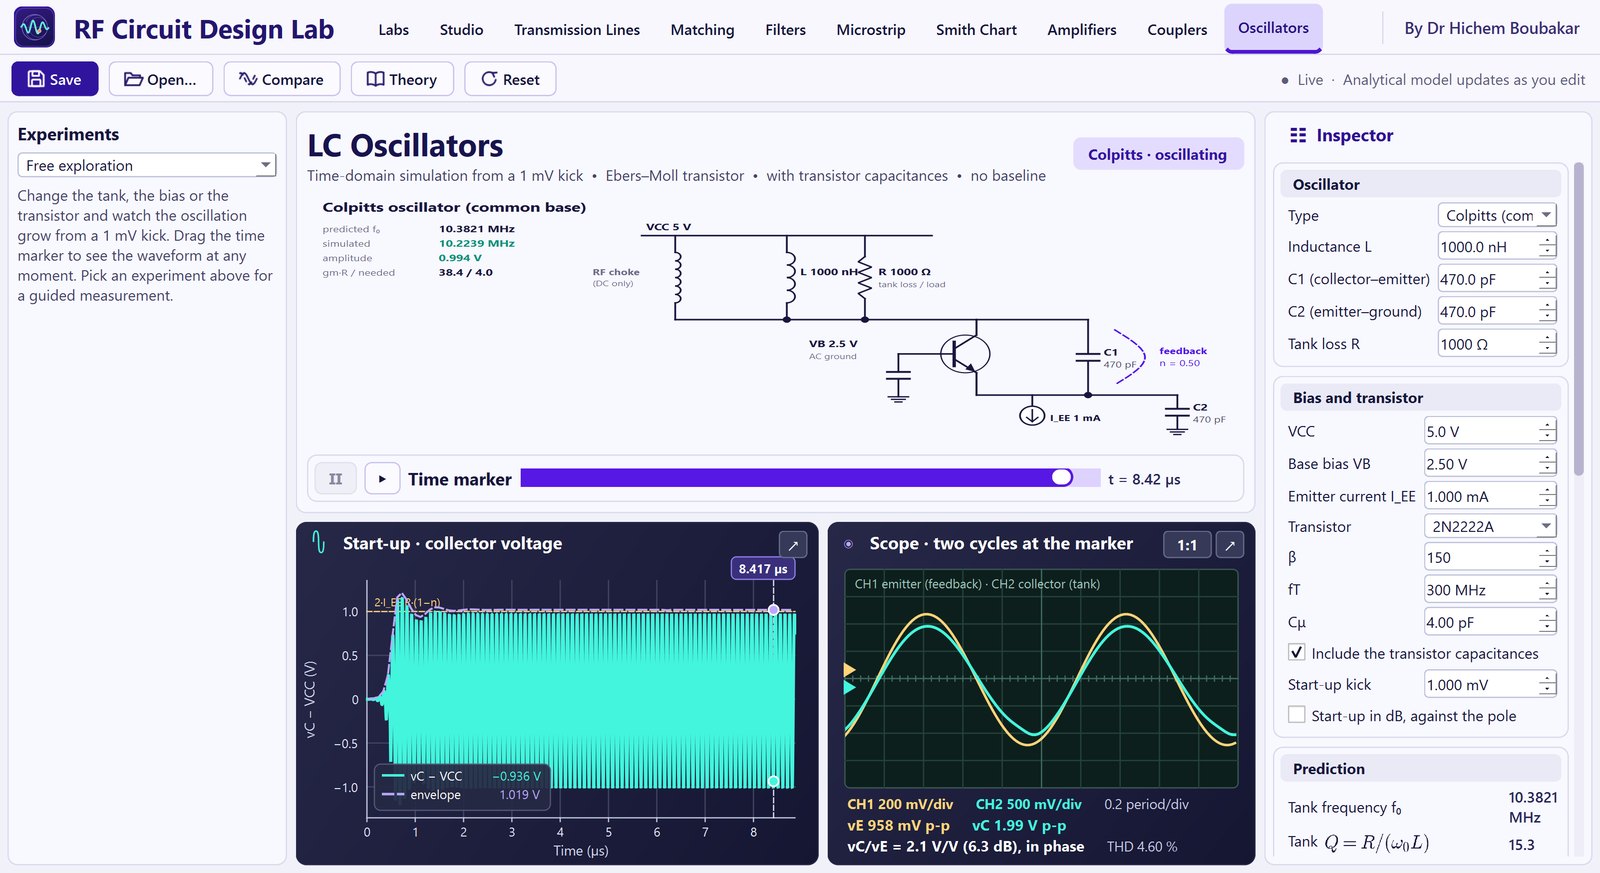 RF Circuit Design Lab
Labs
Studio
Transmission Lines
Matching
Filters
Microstrip
Smith Chart
Amplifiers
Couplers
Oscillators
By Dr Hichem Boubakar
Save
Open...
Compare
Theory
Reset
● Live · Analytical model updates as you edit
Experiments
Free exploration
Change the tank, the bias or the
transistor and watch the oscillation
grow from a 1 mV kick. Drag the time
marker to see the waveform at any
moment. Pick an experiment above for
a guided measurement.
LC Oscillators
Colpitts · oscillating
Time-domain simulation from a 1 mV kick • Ebers–Moll transistor • with transistor capacitances • no baseline
Colpitts oscillator (common base)
predicted f₀ 10.3821 MHz
simulated 10.2239 MHz
amplitude 0.994 V
gm·R / needed 38.4 / 4.0
VCC 5 V
RF choke
(DC only)
L 1000 nH
R 1000 Ω
tank loss / load
VB 2.5 V
AC ground
C1
470 pF
feedback
n = 0.50
I_EE 1 mA
C2
470 pF
Time marker
t = 8.42 µs
Start-up · collector voltage
8.417 µs
2·I_EE·R·(1−n)
1.0
0.5
0
−0.5
−1.0
vC − VCC (V)
vC − VCC −0.936 V
envelope 1.019 V
0 1 2 3 4 5 6 7 8
Time (µs)
Scope · two cycles at the marker
1:1
CH1 emitter (feedback) · CH2 collector (tank)
CH1 200 mV/div CH2 500 mV/div 0.2 period/div
vE 958 mV p-p vC 1.99 V p-p
vC/vE = 2.1 V/V (6.3 dB), in phase THD 4.60 %
Inspector
Oscillator
Type Colpitts (com
Inductance L 1000.0 nH
C1 (collector–emitter) 470.0 pF
C2 (emitter–ground) 470.0 pF
Tank loss R 1000 Ω
Bias and transistor
VCC 5.0 V
Base bias VB 2.50 V
Emitter current I_EE 1.000 mA
Transistor 2N2222A
β 150
fT 300 MHz
Cµ 4.00 pF
Include the transistor capacitances
Start-up kick 1.000 mV
Start-up in dB, against the pole
Prediction
Tank frequency f₀ 10.3821
MHz
Tank Q = R/(ω₀L) 15.3